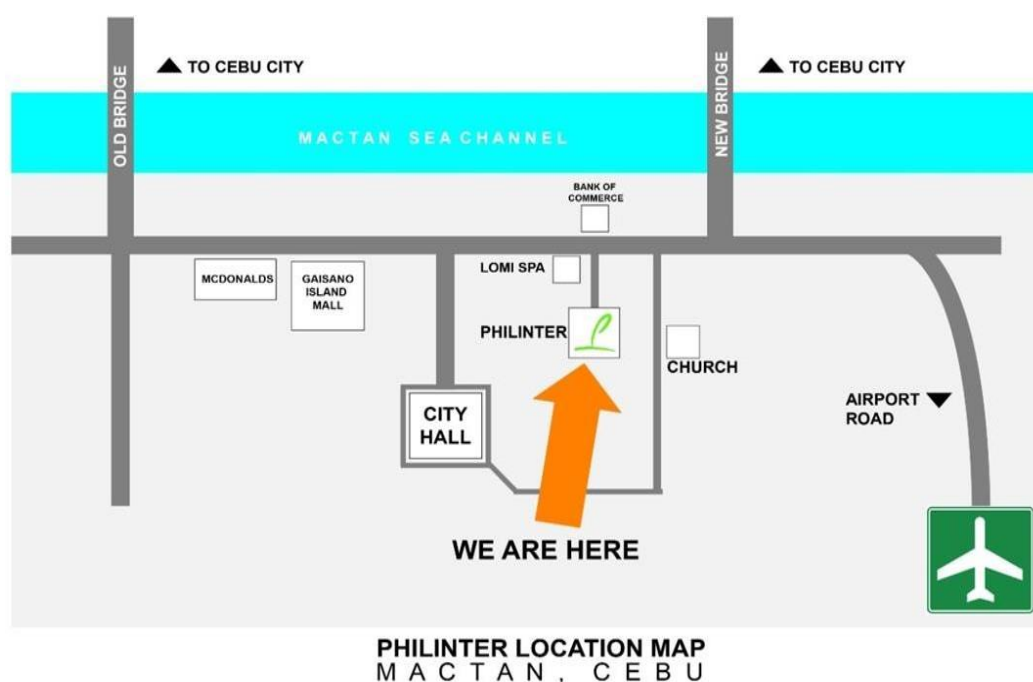 TO CEBU CITY
TO CEBU CITY
OLD BRIDGE
NEW BRIDGE
MACTAN SEA CHANNEL
BANK OF
COMMERCE
MCDONALDS
GAISANO
ISLAND
MALL
LOMI SPA
PHILINTER
CHURCH
CITY
HALL
AIRPORT
ROAD
WE ARE HERE
PHILINTER LOCATION MAP
MACTAN, CEBU